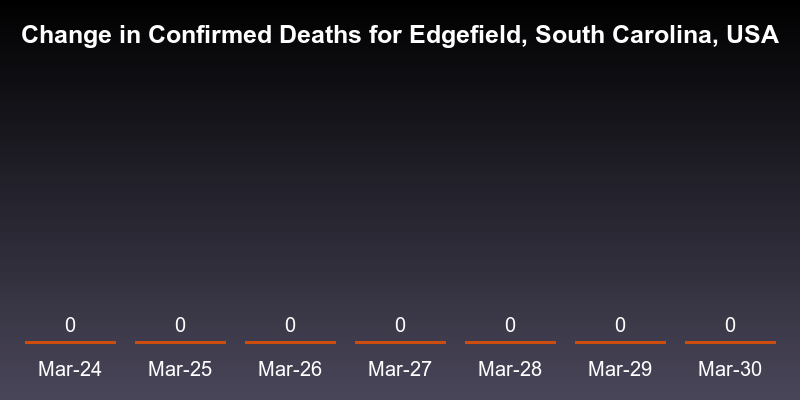 Change in Confirmed Deaths for Edgefield, South Carolina, USA
0 0 0 0 0 0 0
Mar-24 Mar-25 Mar-26 Mar-27 Mar-28 Mar-29 Mar-30